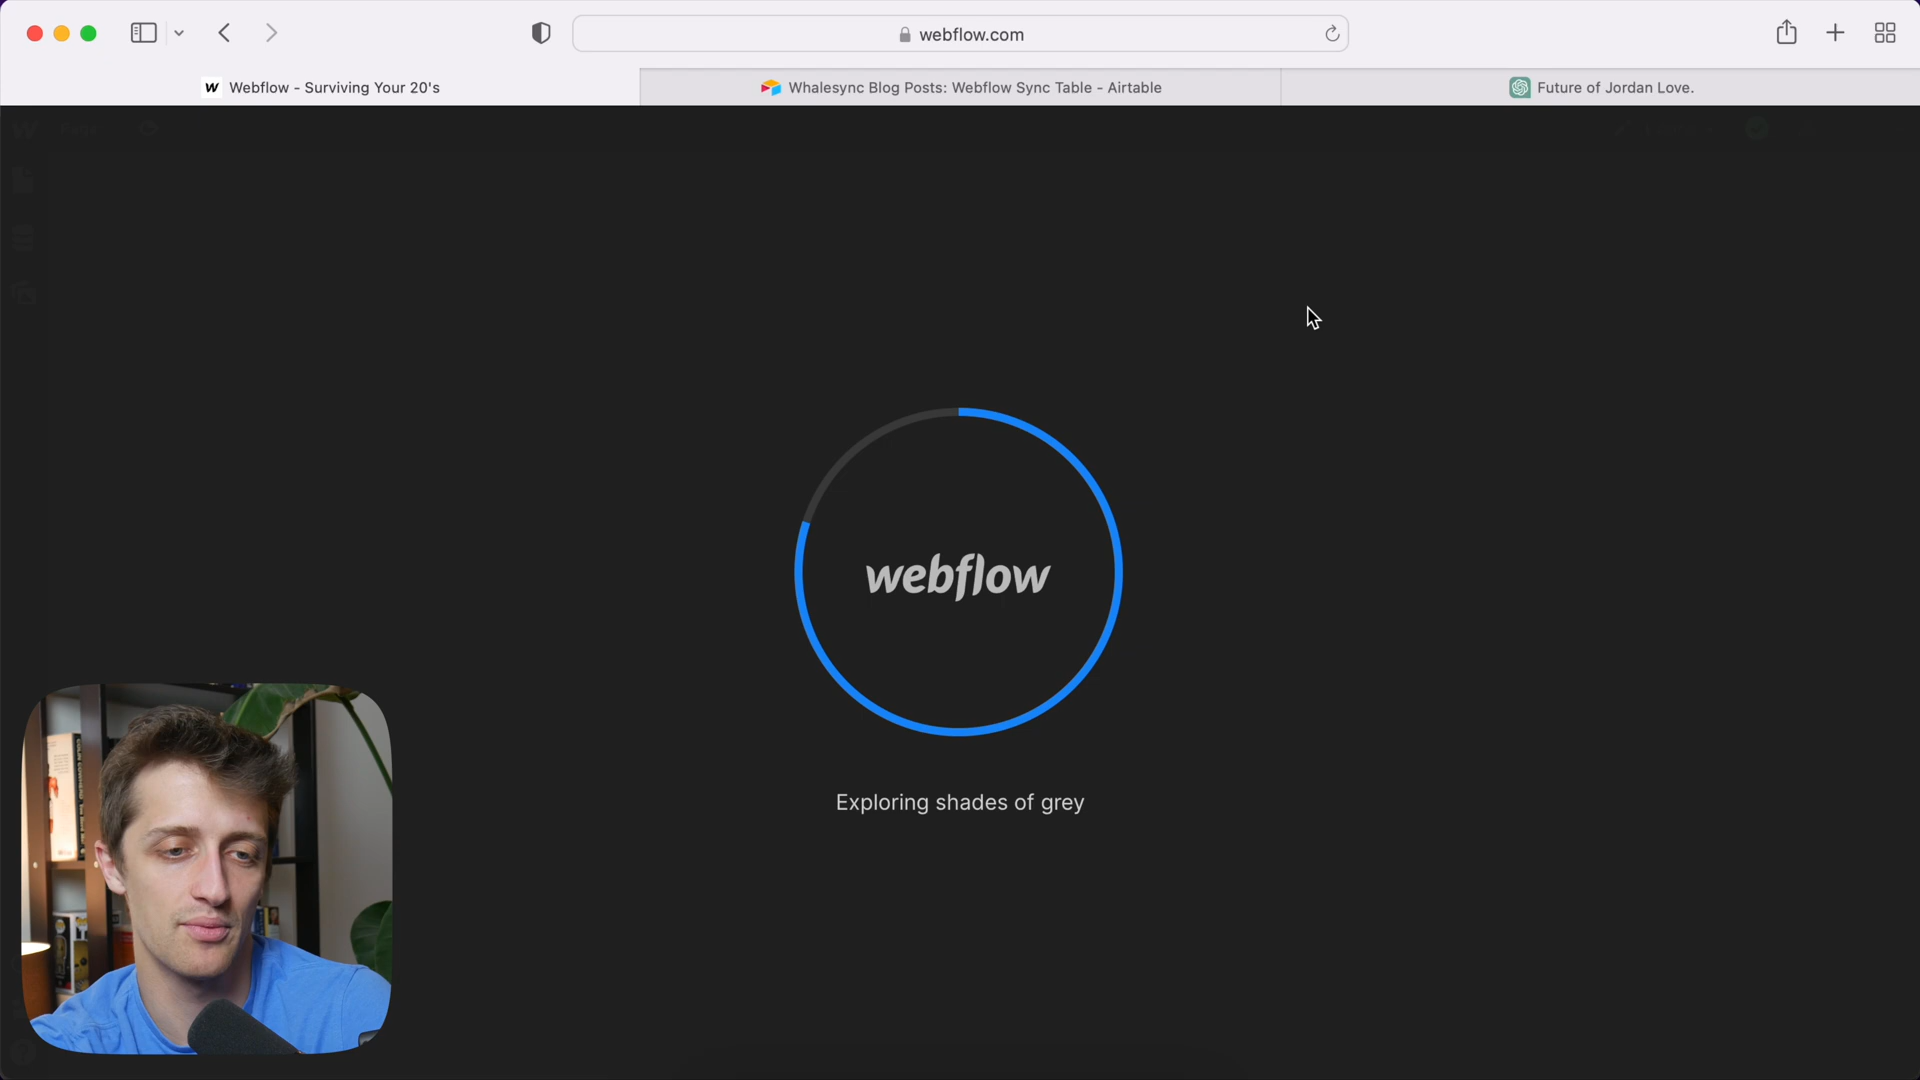 webflow.com
Webflow - Surviving Your 20's
Whalesync Blog Posts: Webflow Sync Table - Airtable
Future of Jordan Love.
Page
webflow
Exploring shades of grey